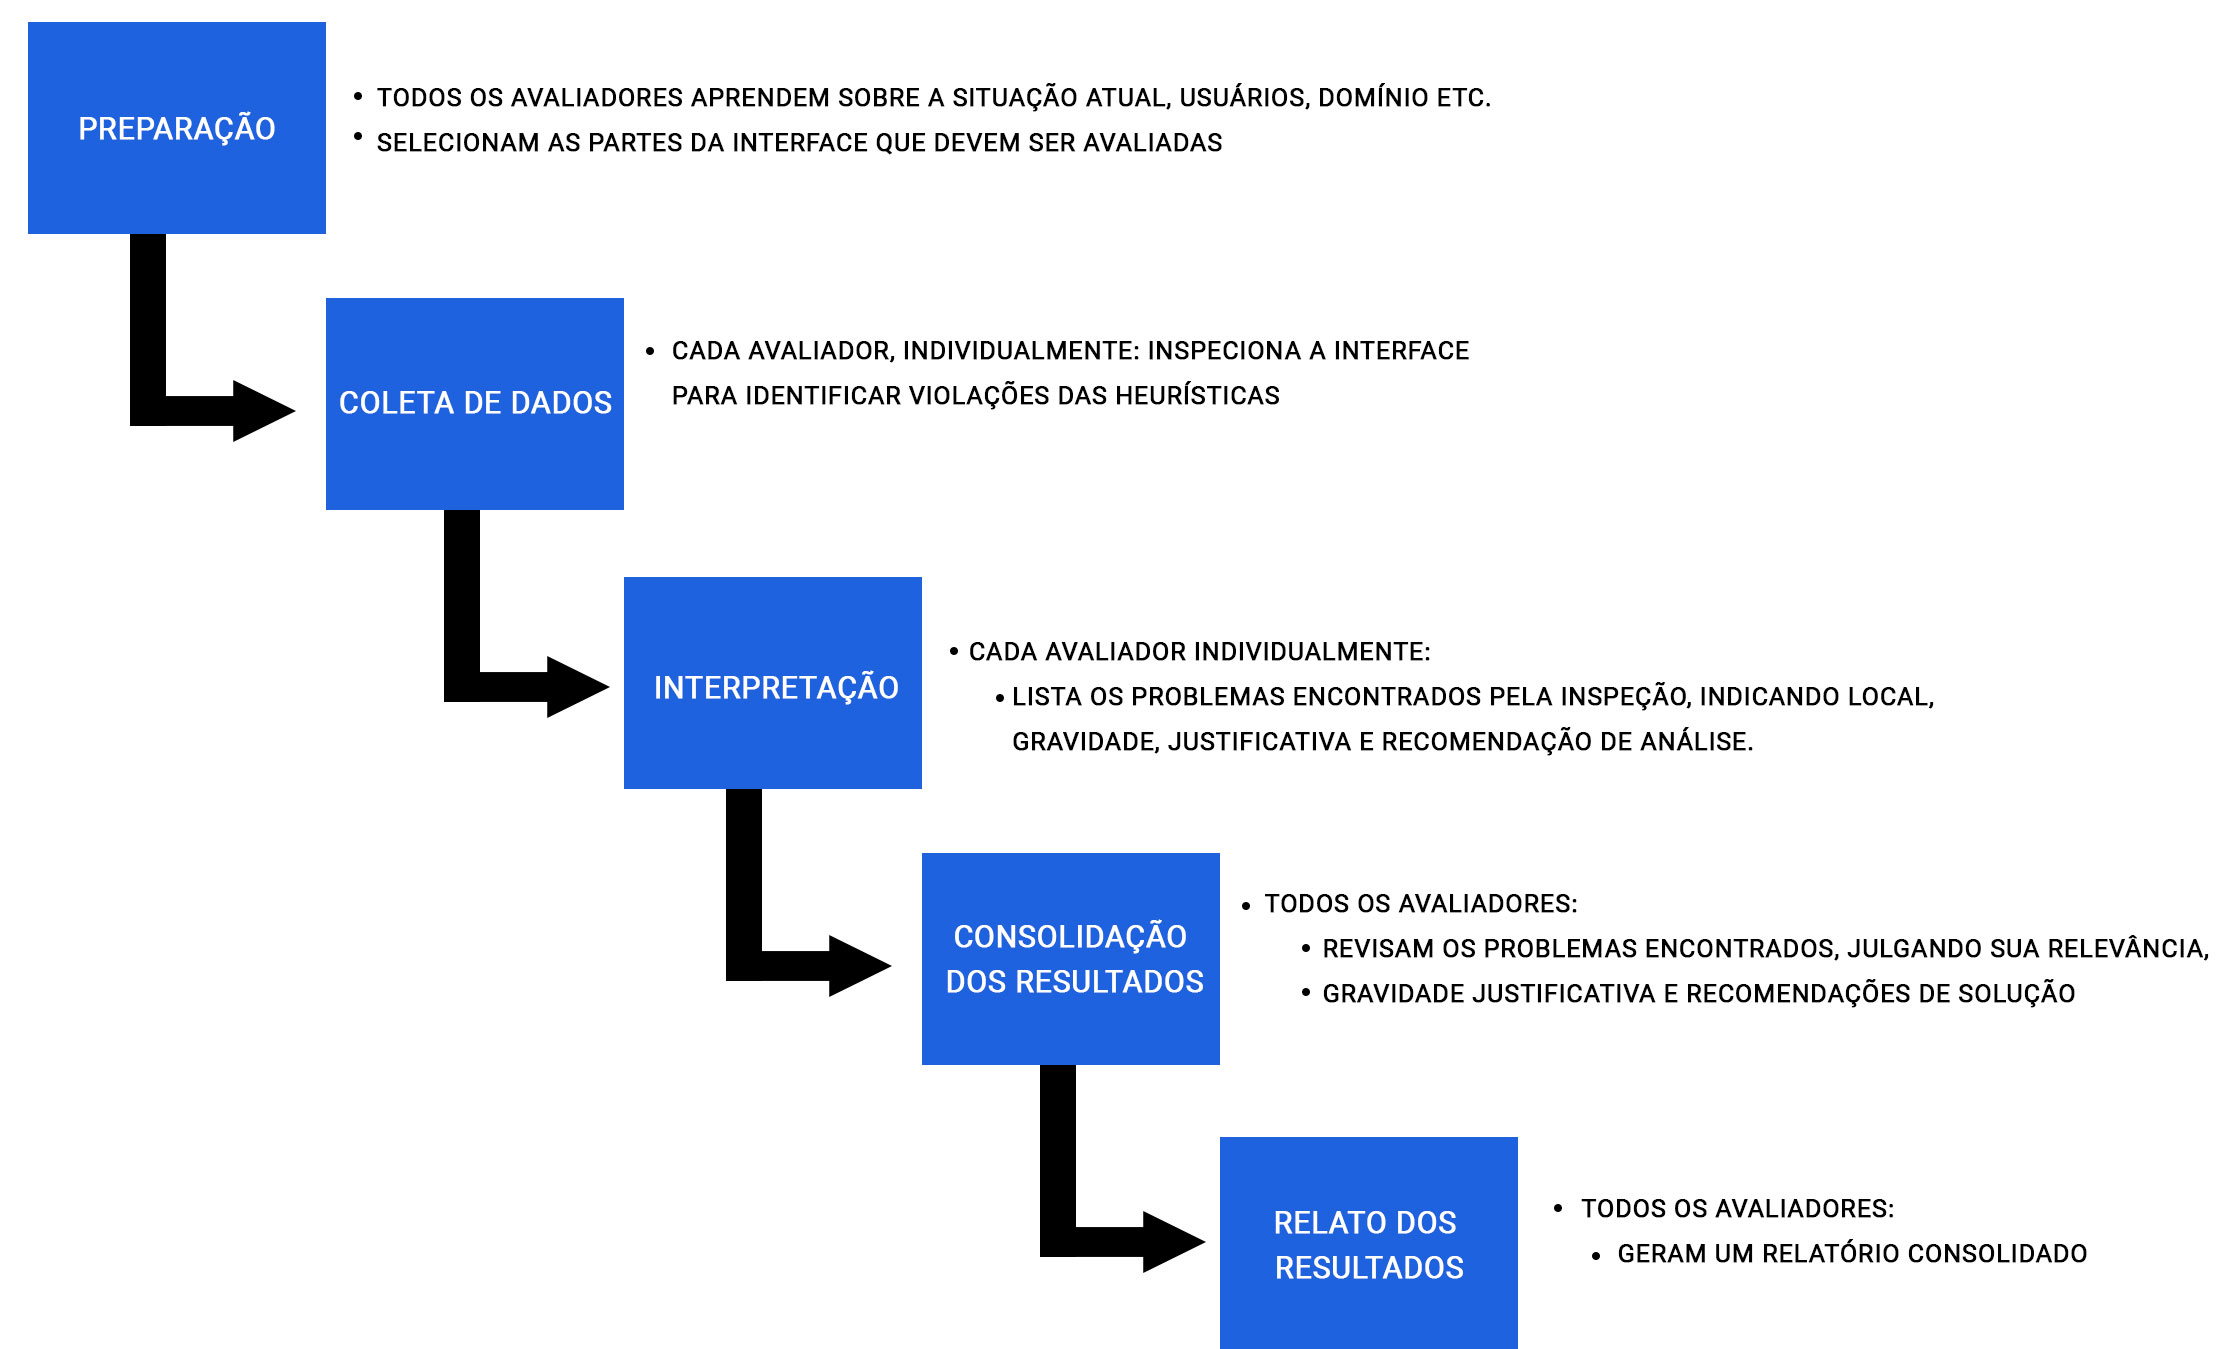 PREPARAÇÃO
• TODOS OS AVALIADORES APRENDEM SOBRE A SITUAÇÃO ATUAL, USUÁRIOS, DOMÍNIO ETC.
• SELECIONAM AS PARTES DA INTERFACE QUE DEVEM SER AVALIADAS
COLETA DE DADOS
• CADA AVALIADOR, INDIVIDUALMENTE: INSPECIONA A INTERFACE
PARA IDENTIFICAR VIOLAÇÕES DAS HEURÍSTICAS
INTERPRETAÇÃO
• CADA AVALIADOR INDIVIDUALMENTE:
• LISTA OS PROBLEMAS ENCONTRADOS PELA INSPEÇÃO, INDICANDO LOCAL,
GRAVIDADE, JUSTIFICATIVA E RECOMENDAÇÃO DE ANÁLISE.
CONSOLIDAÇÃO
DOS RESULTADOS
• TODOS OS AVALIADORES:
• REVISAM OS PROBLEMAS ENCONTRADOS, JULGANDO SUA RELEVÂNCIA,
• GRAVIDADE JUSTIFICATIVA E RECOMENDAÇÕES DE SOLUÇÃO
RELATO DOS
RESULTADOS
• TODOS OS AVALIADORES:
• GERAM UM RELATÓRIO CONSOLIDADO